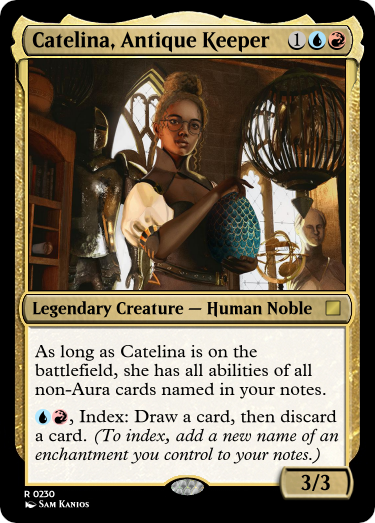 Catelina, Antique Keeper 1
Legendary Creature — Human Noble
As long as Catelina is on the
battlefield, she has all abilities of all
non-Aura cards named in your notes.
, Index: Draw a card, then discard
a card. (To index, add a new name of an
enchantment you control to your notes.)
3/3
R 0230
Sam Kanios